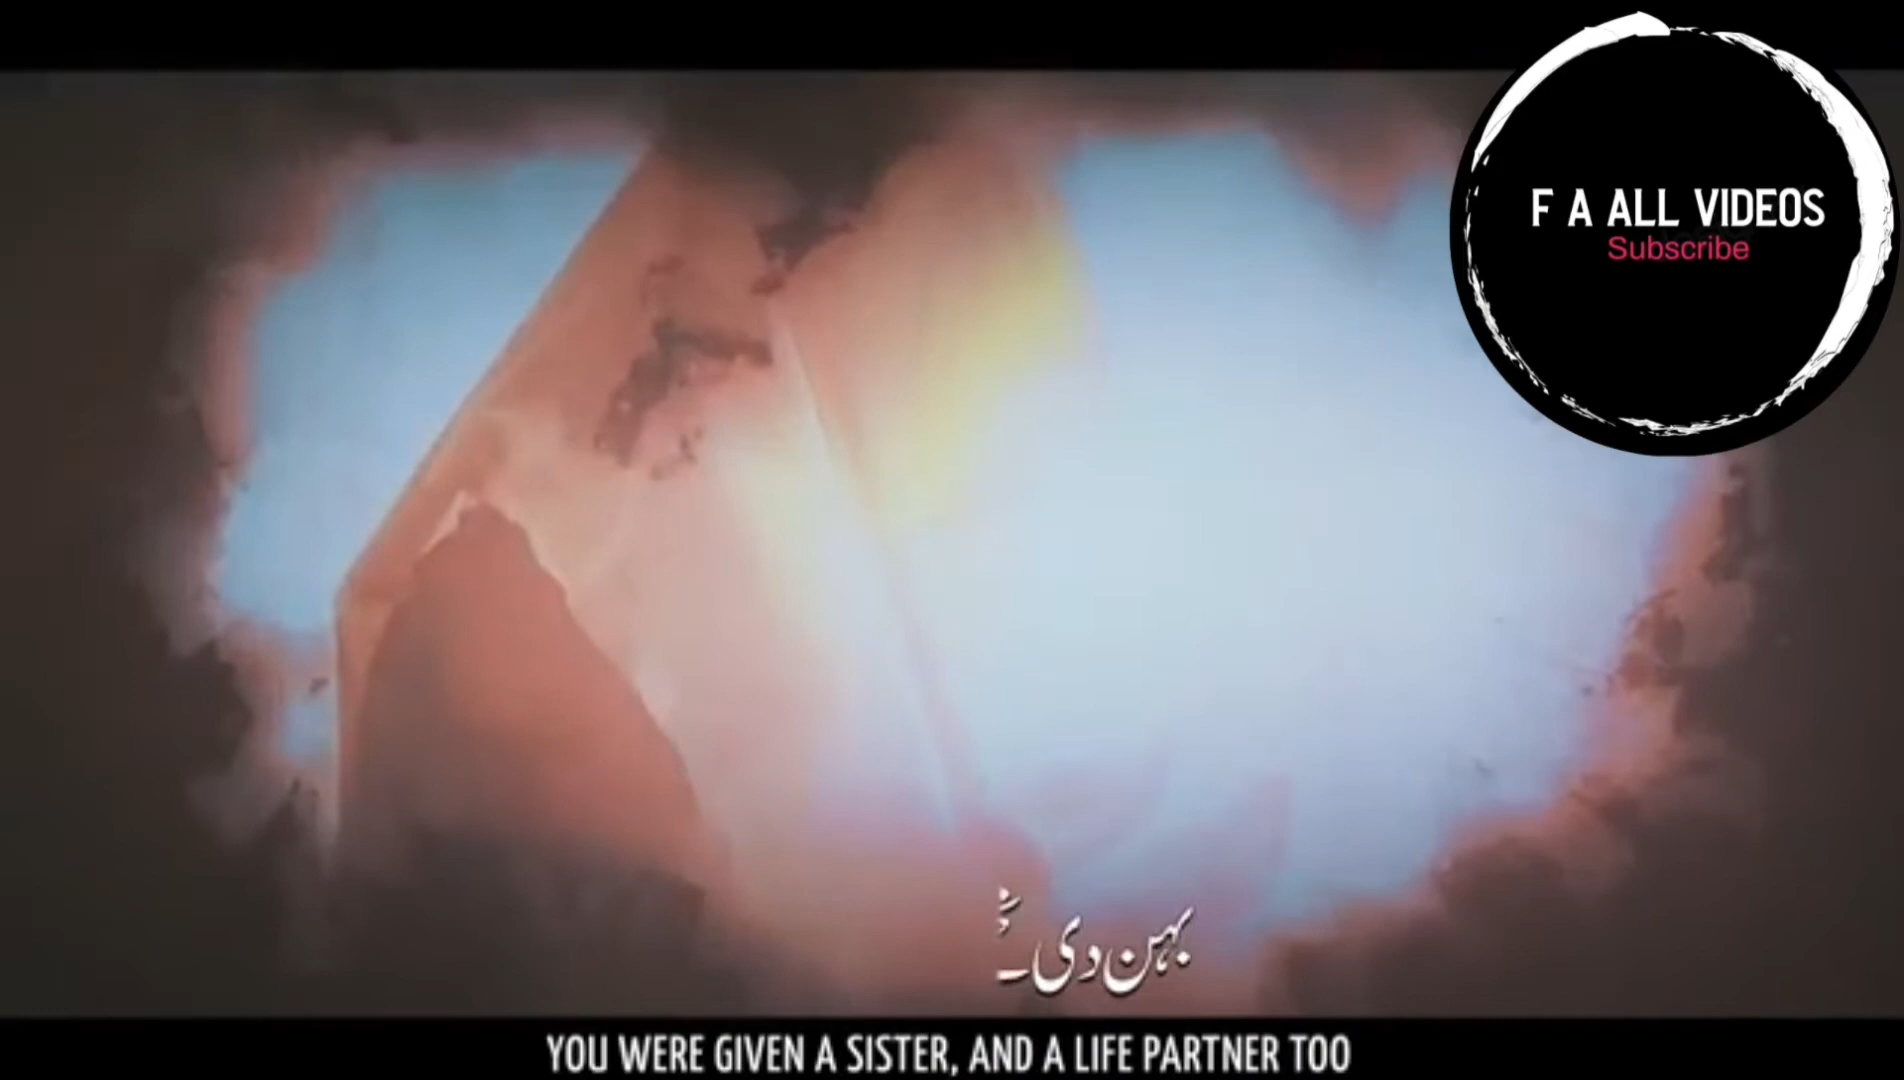 F A ALL VIDEOS
Subscribe
بہن دی۔
YOU WERE GIVEN A SISTER, AND A LIFE PARTNER TOO